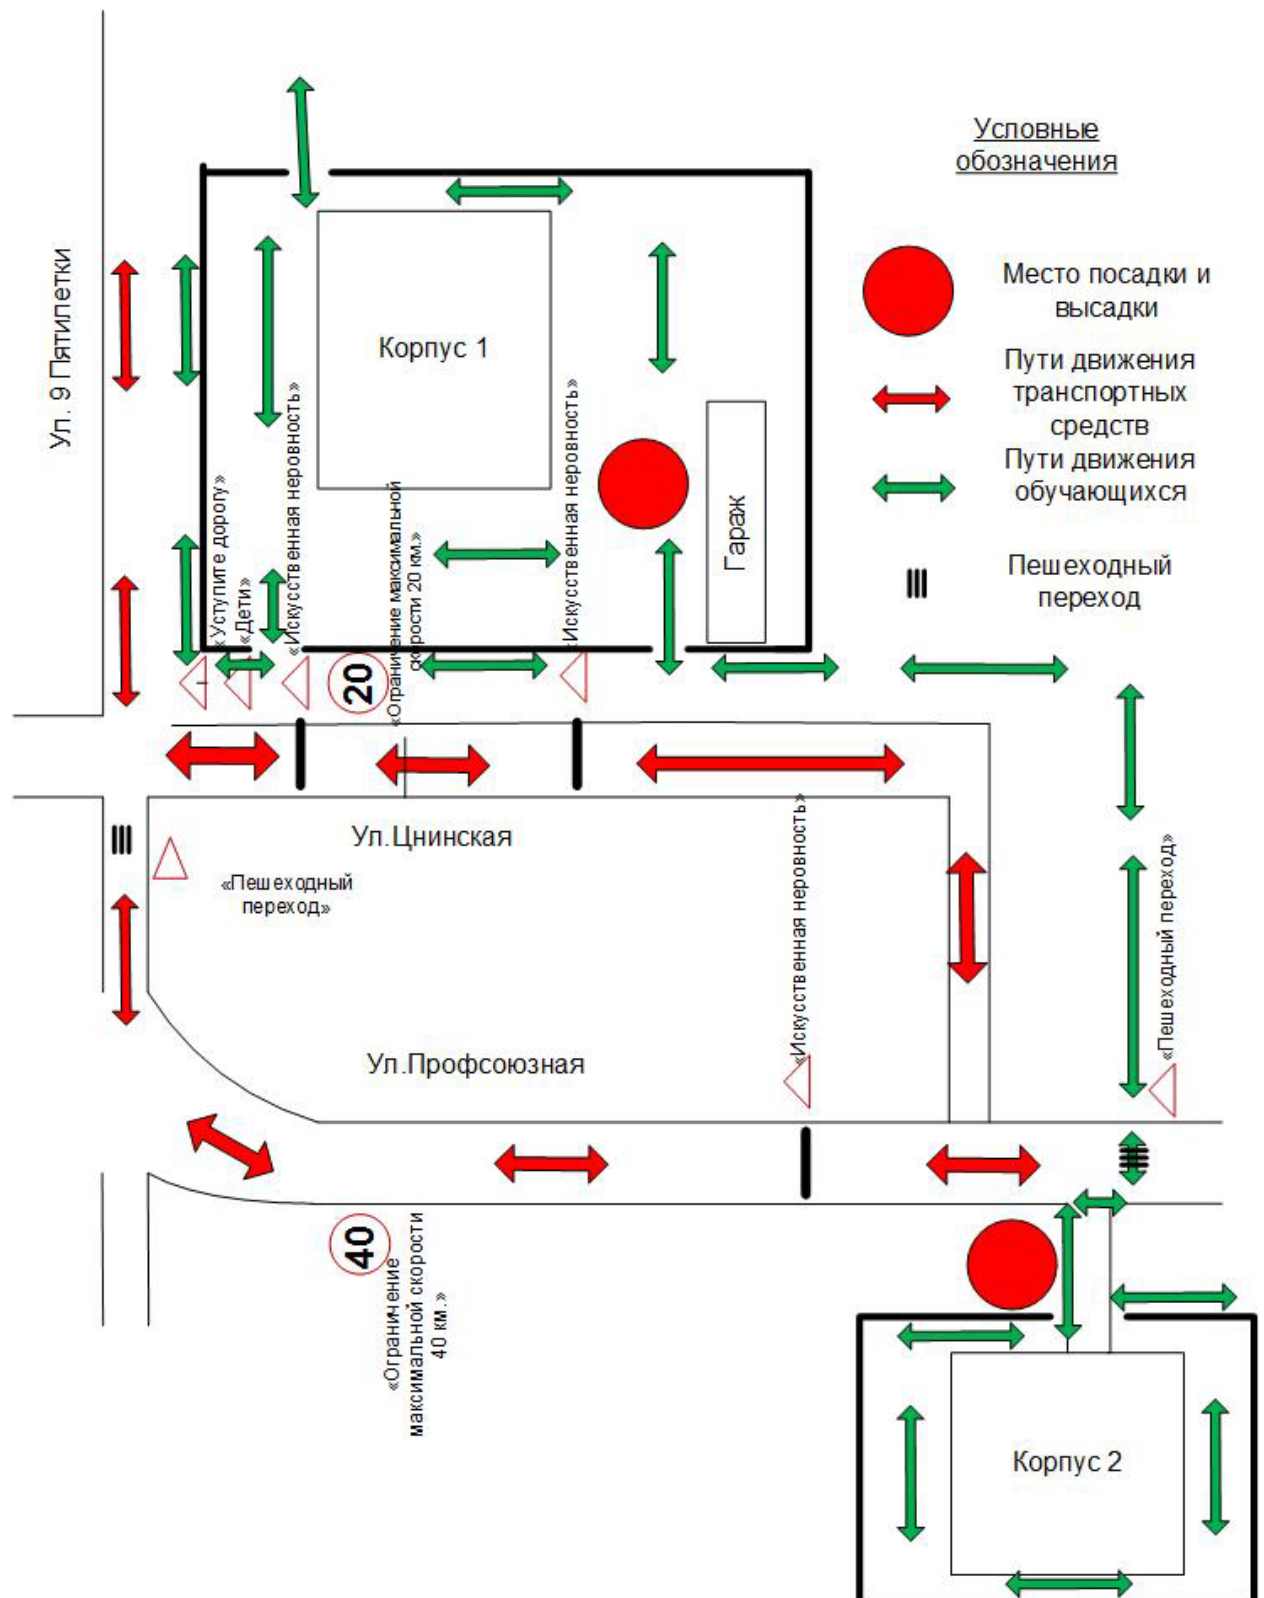 Условные
обозначения
Место посадки и
высадки
Пути движения
транспортных
средств
Пути движения
обучающихся
Пешеходный
переход
Ул. 9 Пятилетки
Корпус 1
Гараж
«Уступите дорогу»
«Дети»
«Искусственная неровность»
20
«Ограничение максимальной
скорости 20 км.»
«Искусственная неровность»
Ул.Цнинская
«Пешеходный
переход»
«Искусственная неровность»
«Пешеходный переход»
Ул.Профсоюзная
40
«Ограничение
максимальной скорости
40 км.»
Корпус 2